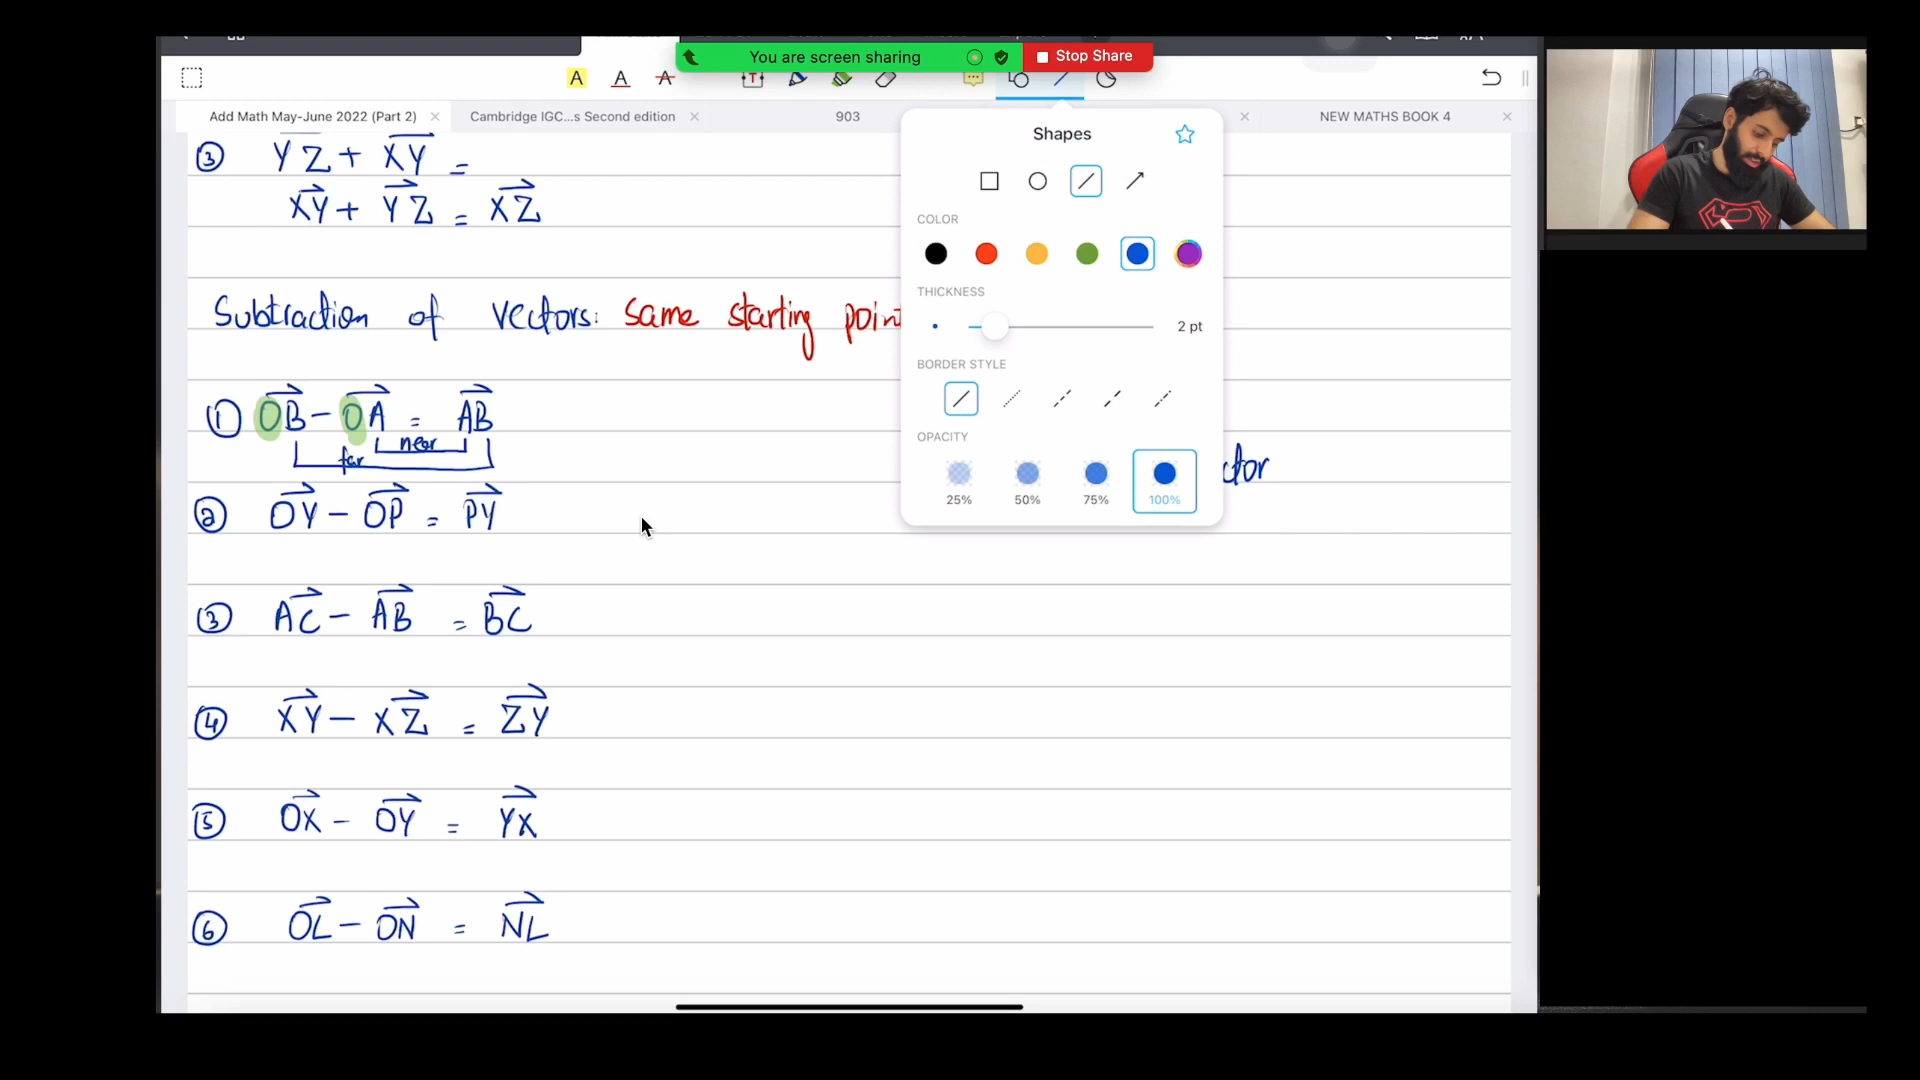 You are screen sharing Stop Share
A A A T
Add Math May-June 2022 (Part 2) Cambridge IGC...s Second edition 903 NEW MATHS BOOK 4
③ YZ + XY =
XY + YZ = XZ
Subtraction of vectors: same starting point
① OB - OA = AB
near
far
② OY - OP = PY
③ AC - AB = BC
④ XY - XZ = ZY
⑤ OX - OY = YX
⑥ OL - ON = NL
Shapes
COLOR
THICKNESS
2 pt
BORDER STYLE
OPACITY
25% 50% 75% 100%
ctor